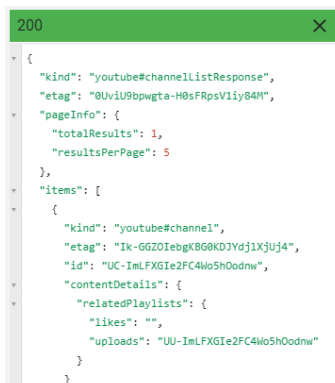 200
{
"kind": "youtube#channelListResponse",
"etag": "0UviU9bpwgta-H0sFRpsV1iy84M",
"pageInfo": {
"totalResults": 1,
"resultsPerPage": 5
},
"items": [
{
"kind": "youtube#channel",
"etag": "Ik-GGZOIebgKBG0KDJYdjlXjUj4",
"id": "UC-ImLFXGIe2FC4Wo5hOodnw",
"contentDetails": {
"relatedPlaylists": {
"likes": "",
"uploads": "UU-ImLFXGIe2FC4Wo5hOodnw"
}
}